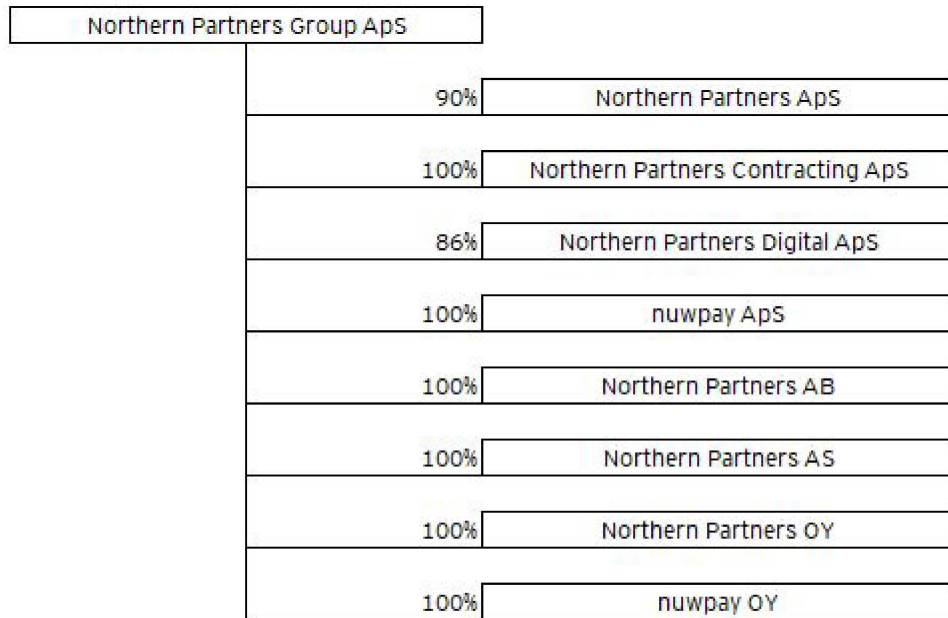 Northern Partners Group ApS
90% Northern Partners ApS
100% Northern Partners Contracting ApS
86% Northern Partners Digital ApS
100% nuwpay ApS
100% Northern Partners AB
100% Northern Partners AS
100% Northern Partners OY
100% nuwpay OY